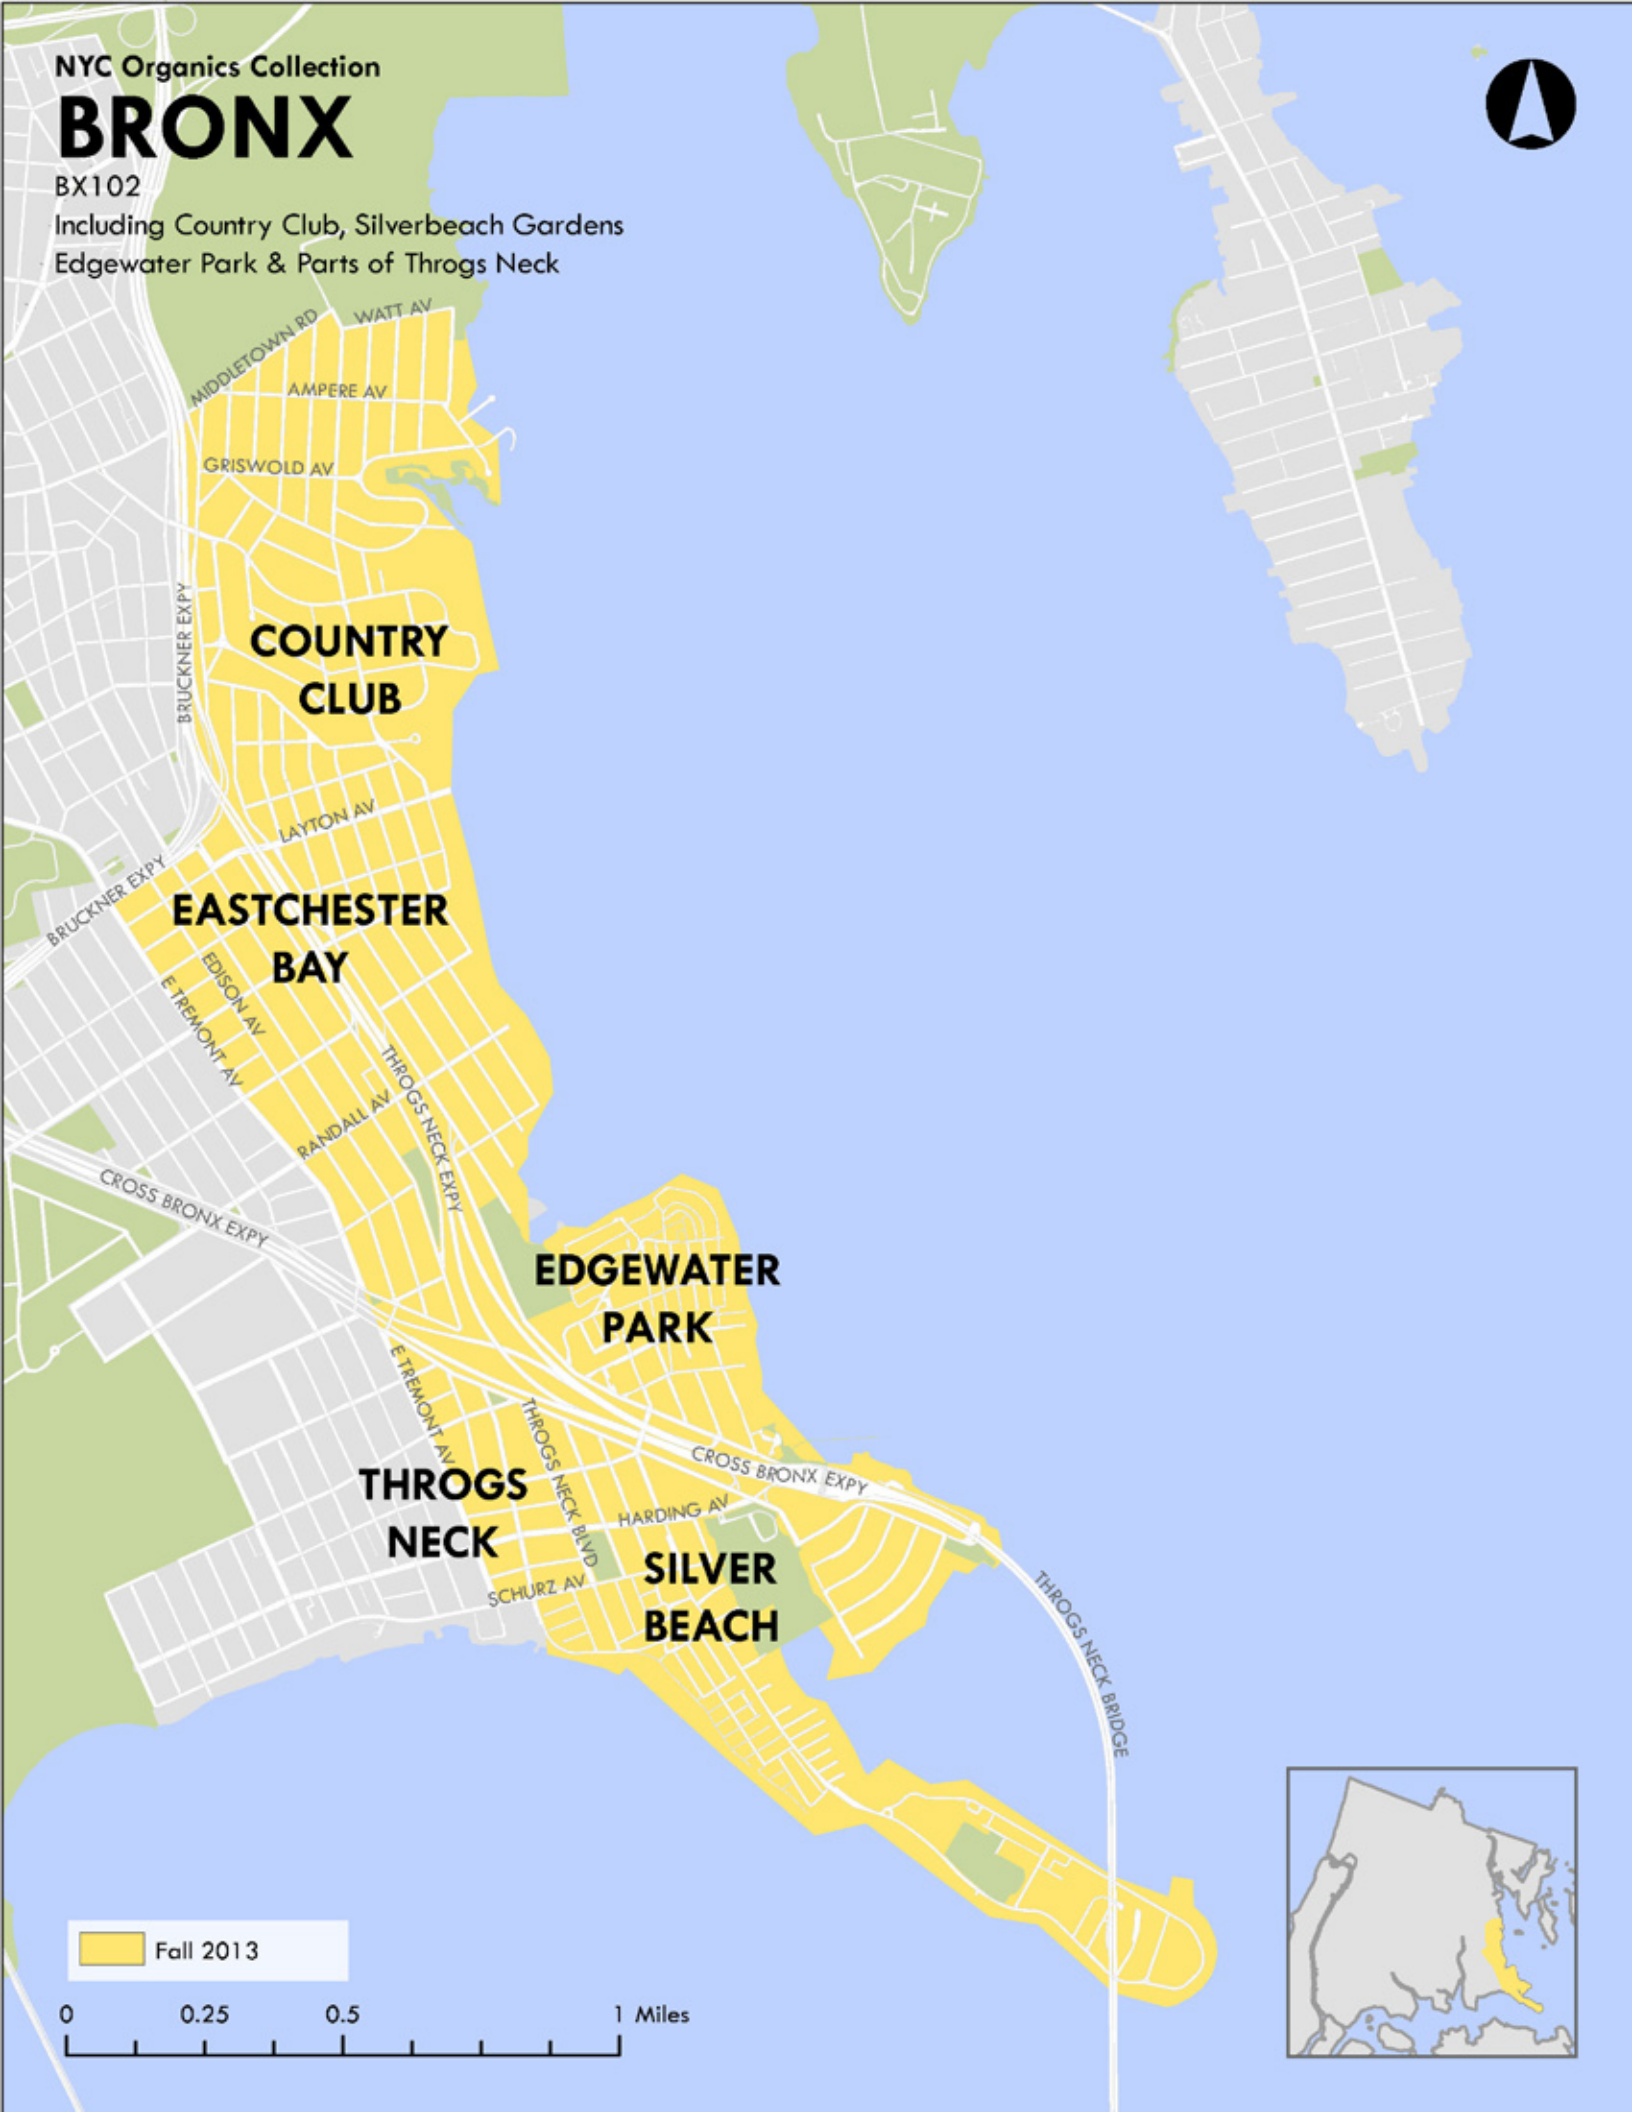 NYC Organics Collection
BRONX
BX102
Including Country Club, Silverbeach Gardens
Edgewater Park & Parts of Throgs Neck
WATT AV
MIDDLETOWN RD
AMPERE AV
GRISWOLD AV
BRUCKNER EXPY
COUNTRY
CLUB
LAYTON AV
BRUCKNER EXPY
EASTCHESTER
BAY
EDISON AV
E TREMONT AV
THROGS NECK EXPY
RANDALL AV
CROSS BRONX EXPY
EDGEWATER
PARK
E TREMONT AV
THROGS NECK BLVD
CROSS BRONX EXPY
THROGS
NECK
HARDING AV
SILVER
BEACH
SCHURZ AV
THROGS NECK BRIDGE
Fall 2013
0 0.25 0.5 1 Miles